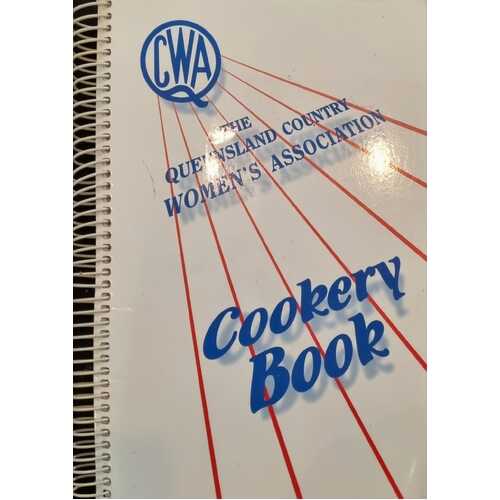 CWA
Q
THE
QUEENSLAND COUNTRY
WOMEN'S ASSOCIATION
Cookery
Book